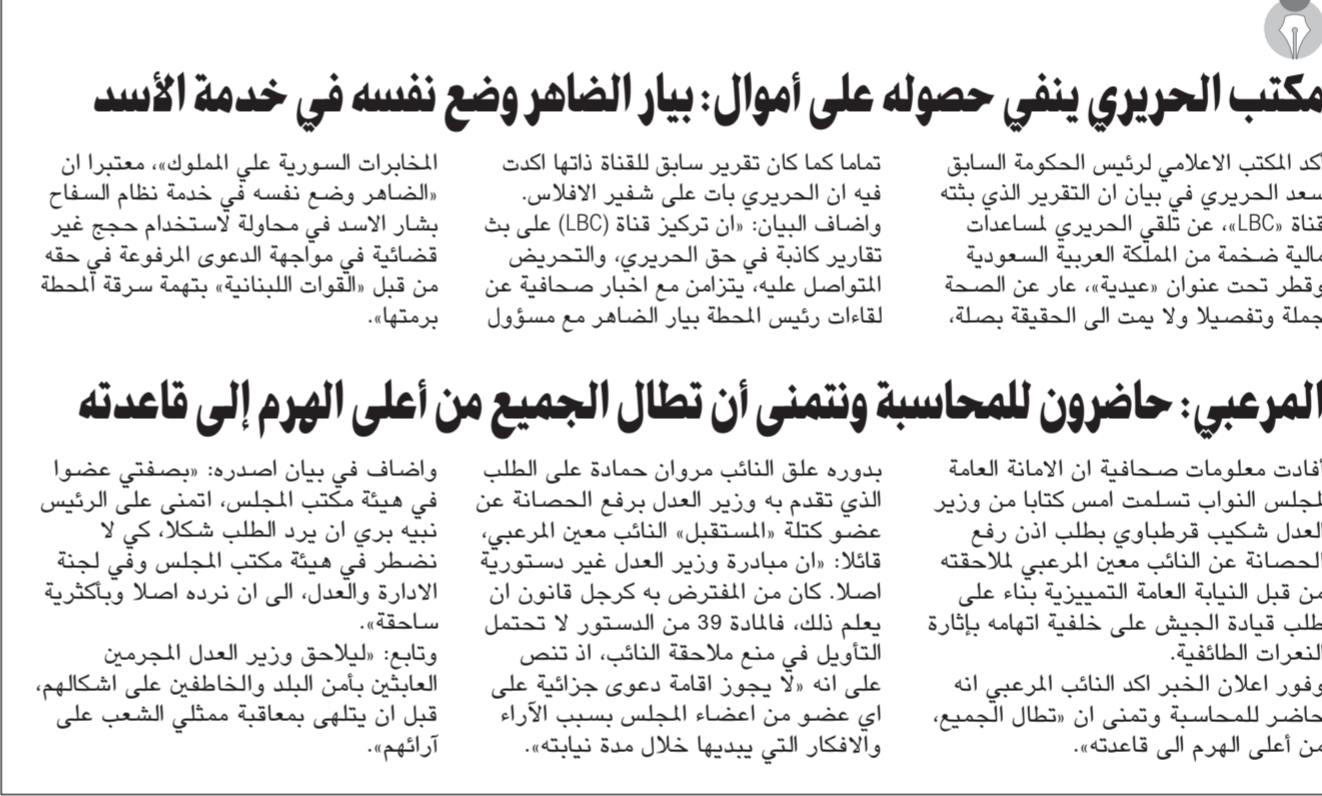 مكتب الحريري ينفي حصوله على أموال: بيار الضاهر وضع نفسه في خدمة الأسد
أكد المكتب الاعلامي لرئيس الحكومة السابق
سعد الحريري في بيان ان التقرير الذي بثته
قناة «LBC»، عن تلقي الحريري لمساعدات
مالية ضخمة من المملكة العربية السعودية
وقطر تحت عنوان «عيدية»، عار عن الصحة
جملة وتفصيلا ولا يمت الى الحقيقة بصلة،
تماما كما كان تقرير سابق للقناة ذاتها اكدت
فيه ان الحريري بات على شفير الافلاس.
واضاف البيان: «ان تركيز قناة (LBC) على بث
تقارير كاذبة في حق الحريري، والتحريض
المتواصل عليه، يتزامن مع اخبار صحافية عن
لقاءات رئيس المحطة بيار الضاهر مع مسؤول
المخابرات السورية علي المملوك»، معتبرا ان
«الضاهر وضع نفسه في خدمة نظام السفاح
بشار الاسد في محاولة لاستخدام حجج غير
قضائية في مواجهة الدعوى المرفوعة في حقه
من قبل «القوات اللبنانية» بتهمة سرقة المحطة
برمتها».
المرعبي: حاضرون للمحاسبة ونتمنى أن تطال الجميع من أعلى الهرم إلى قاعدته
أفادت معلومات صحافية ان الامانة العامة
لمجلس النواب تسلمت امس كتابا من وزير
العدل شكيب قرطباوي بطلب اذن رفع
الحصانة عن النائب معين المرعبي لملاحقته
من قبل النيابة العامة التمييزية بناء على
طلب قيادة الجيش على خلفية اتهامه بإثارة
النعرات الطائفية.
وفور اعلان الخبر اكد النائب المرعبي انه
حاضر للمحاسبة وتمنى ان «تطال الجميع،
من أعلى الهرم الى قاعدته».
بدوره علق النائب مروان حمادة على الطلب
الذي تقدم به وزير العدل برفع الحصانة عن
عضو كتلة «المستقبل» النائب معين المرعبي،
قائلا: «ان مبادرة وزير العدل غير دستورية
اصلا. كان من المفترض به كرجل قانون ان
يعلم ذلك، فالمادة 39 من الدستور لا تحتمل
التأويل في منع ملاحقة النائب، اذ تنص
على انه «لا يجوز اقامة دعوى جزائية على
اي عضو من اعضاء المجلس بسبب الآراء
والافكار التي يبديها خلال مدة نيابته».
واضاف في بيان اصدره: «بصفتي عضوا
في هيئة مكتب المجلس، اتمنى على الرئيس
نبيه بري ان يرد الطلب شكلا، كي لا
نضطر في هيئة مكتب المجلس وفي لجنة
الادارة والعدل، الى ان نرده اصلا وبأكثرية
ساحقة».
وتابع: «ليلاحق وزير العدل المجرمين
العابثين بأمن البلد والخاطفين على اشكالهم،
قبل ان يتلهى بمعاقبة ممثلي الشعب على
آرائهم».